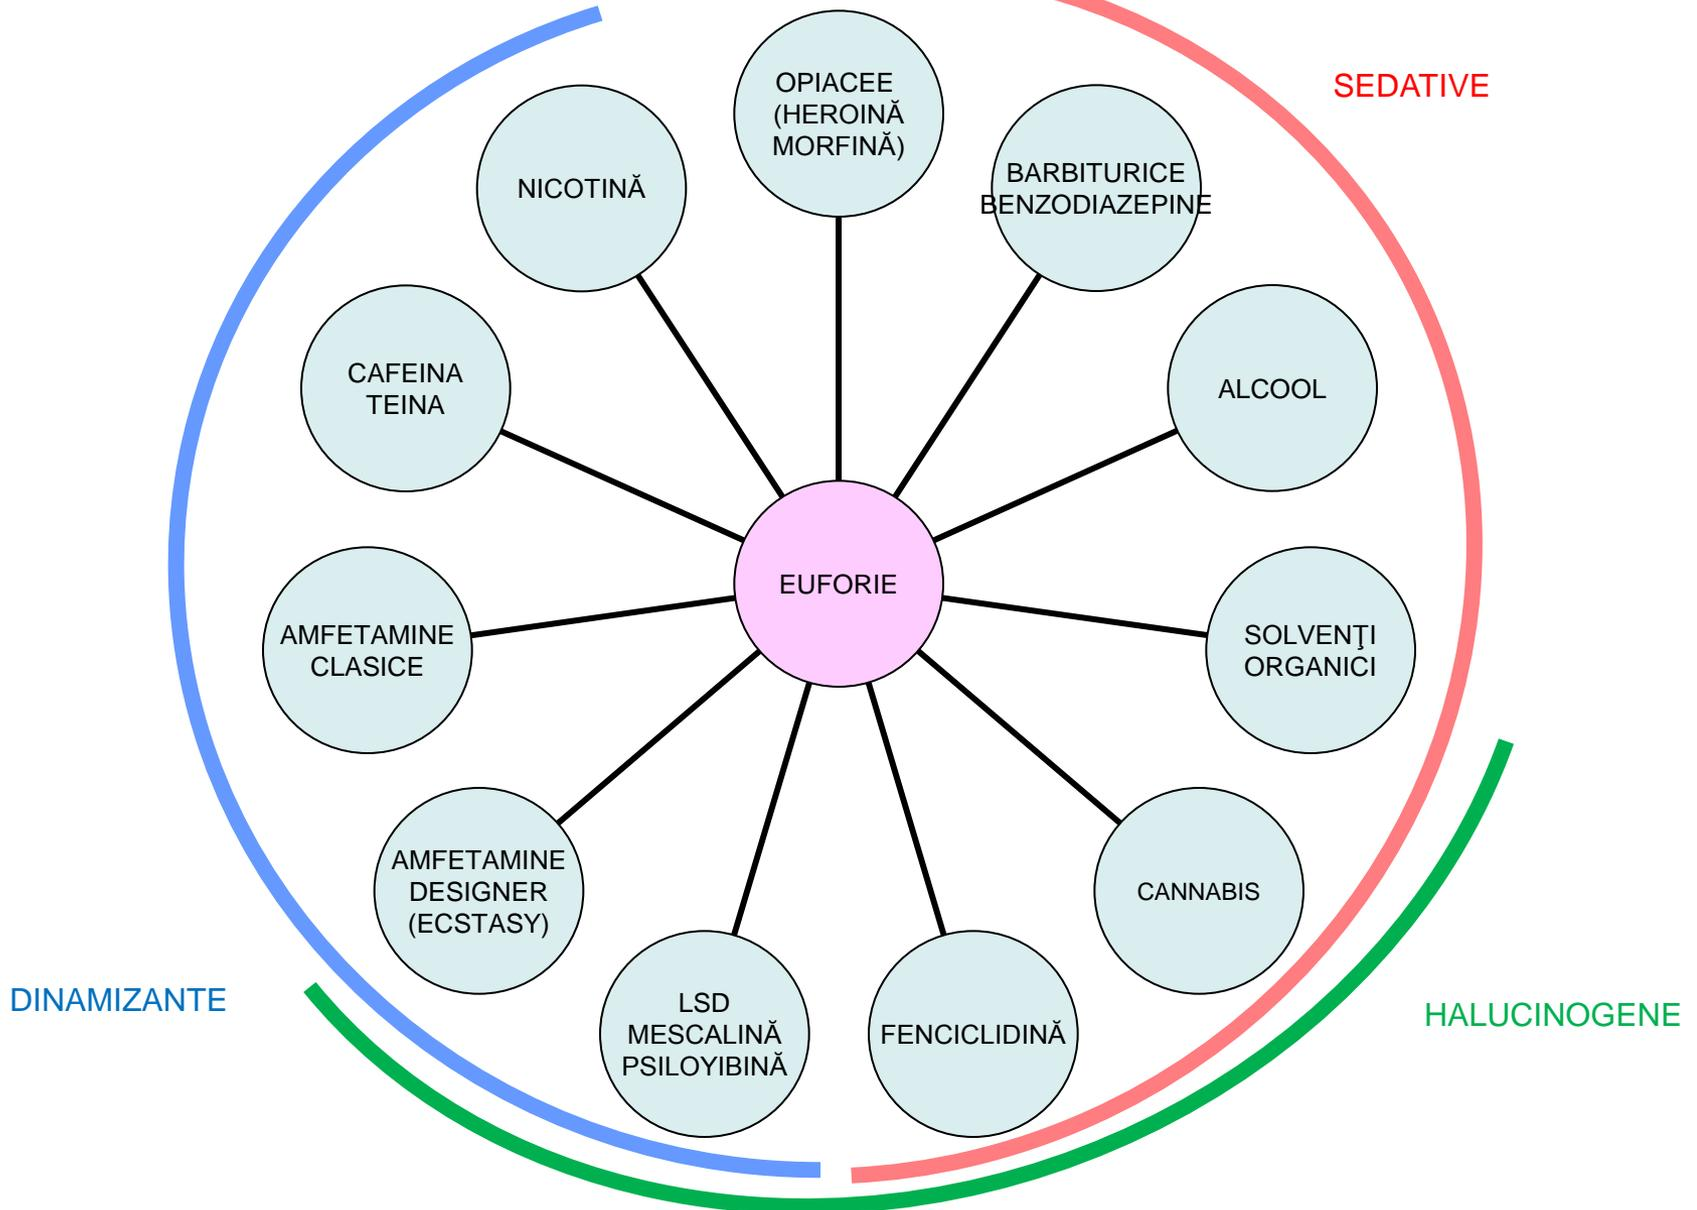 OPIACEE
(HEROINĂ
MORFINĂ)
SEDATIVE
NICOTINĂ
BARBITURICE
BENZODIAZEPINE
CAFEINA
TEINA
ALCOOL
EUFORIE
AMFETAMINE
CLASICE
SOLVENŢI
ORGANICI
AMFETAMINE
DESIGNER
(ECSTASY)
CANNABIS
DINAMIZANTE
LSD
MESCALINĂ
PSILOYIBINĂ
FENCICLIDINĂ
HALUCINOGENE